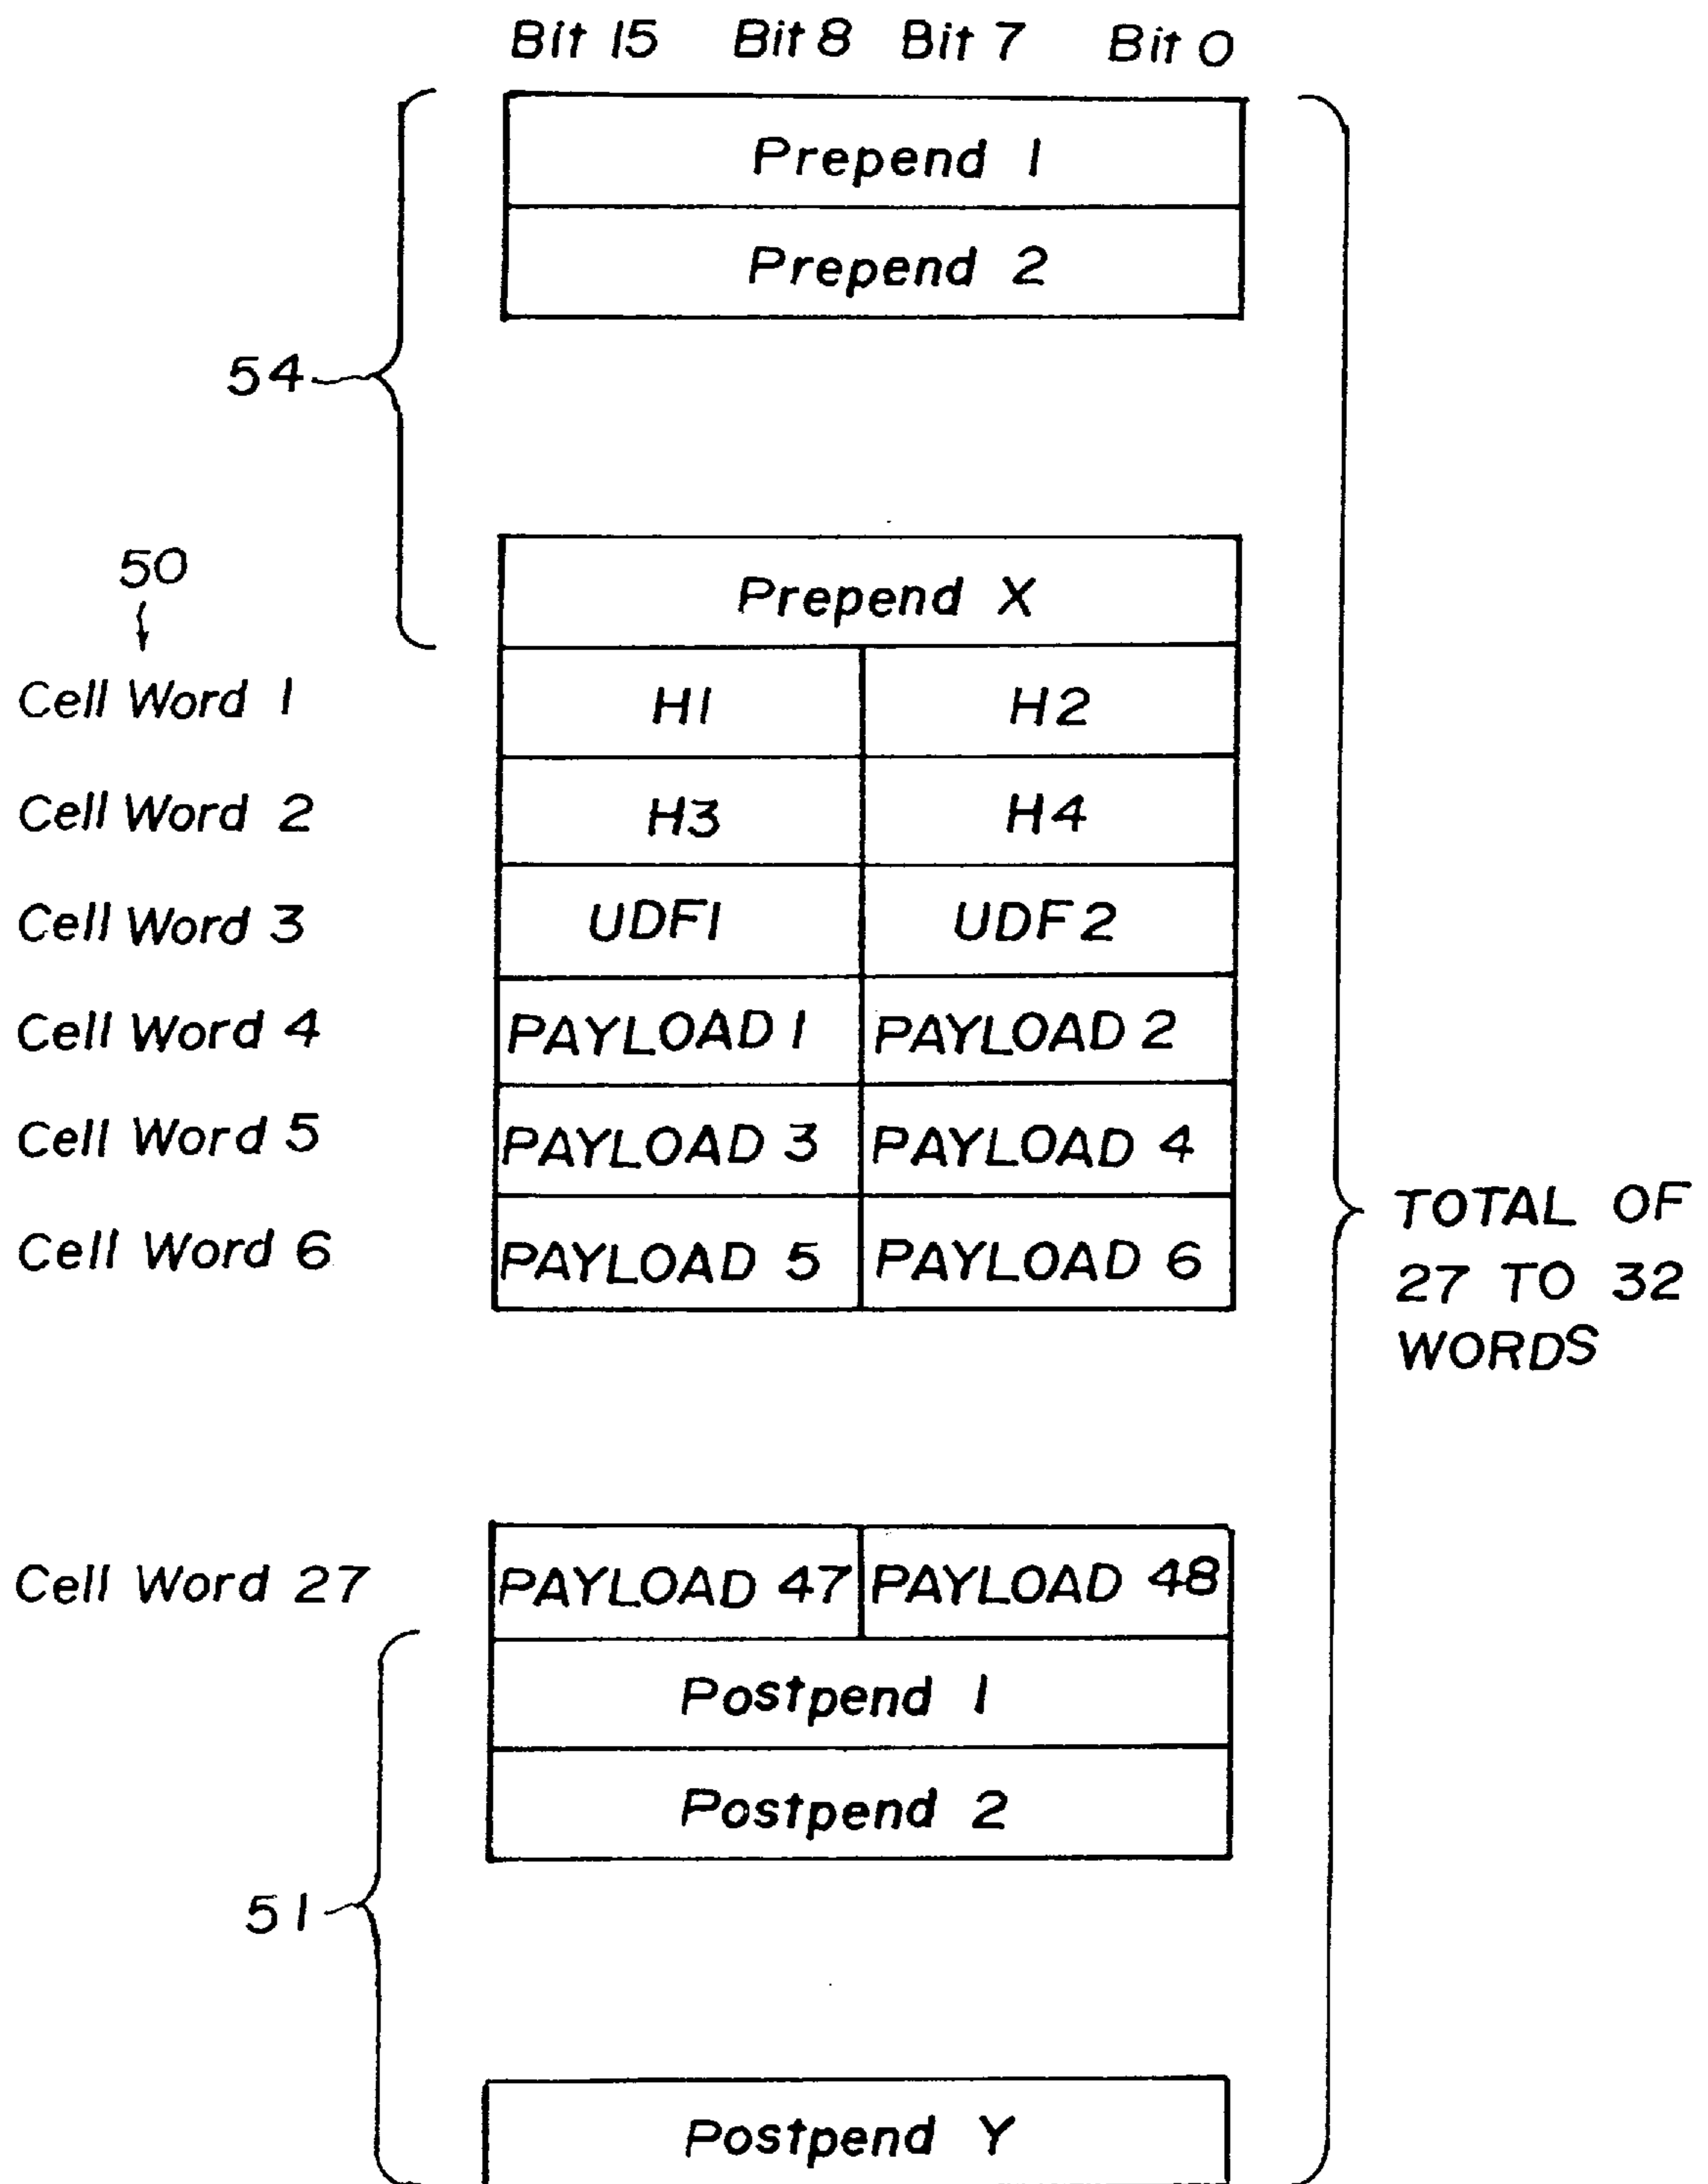 Bit 15 Bit 8 Bit 7 Bit 0
Prepend 1
Prepend 2
54
Prepend X
50
Cell Word 1 H1 H2
Cell Word 2 H3 H4
Cell Word 3 UDF1 UDF2
Cell Word 4 PAYLOAD 1 PAYLOAD 2
Cell Word 5 PAYLOAD 3 PAYLOAD 4
Cell Word 6 PAYLOAD 5 PAYLOAD 6
TOTAL OF
27 TO 32
WORDS
Cell Word 27 PAYLOAD 47 PAYLOAD 48
Postpend 1
Postpend 2
51
Postpend Y